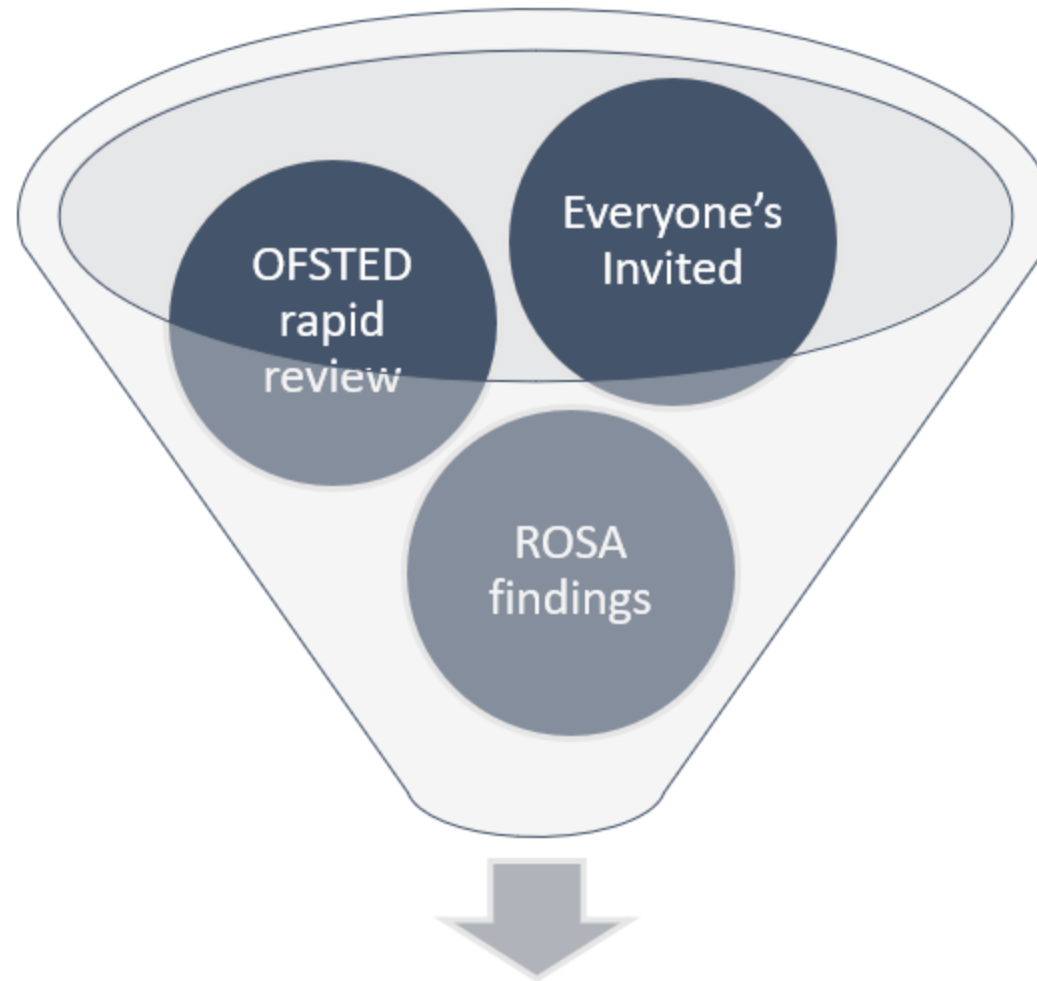 OFSTED
rapid
review
Everyone’s
Invited
ROSA
findings